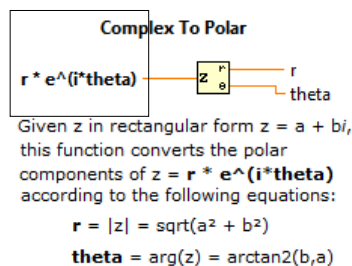 Complex To Polar
r * e^(i*theta)
z r
θ
r
theta
Given z in rectangular form z = a + bi,
this function converts the polar
components of z = r * e^(i*theta)
according to the following equations:
r = |z| = sqrt(a² + b²)
theta = arg(z) = arctan2(b,a)